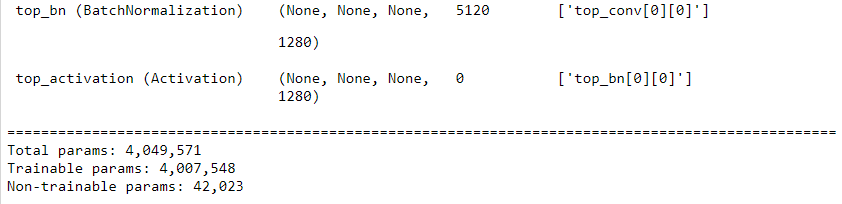 top_bn (BatchNormalization) (None, None, None, 5120 ['top_conv[0][0]']
1280)
top_activation (Activation) (None, None, None, 0 ['top_bn[0][0]']
1280)
==================================================================================================
Total params: 4,049,571
Trainable params: 4,007,548
Non-trainable params: 42,023